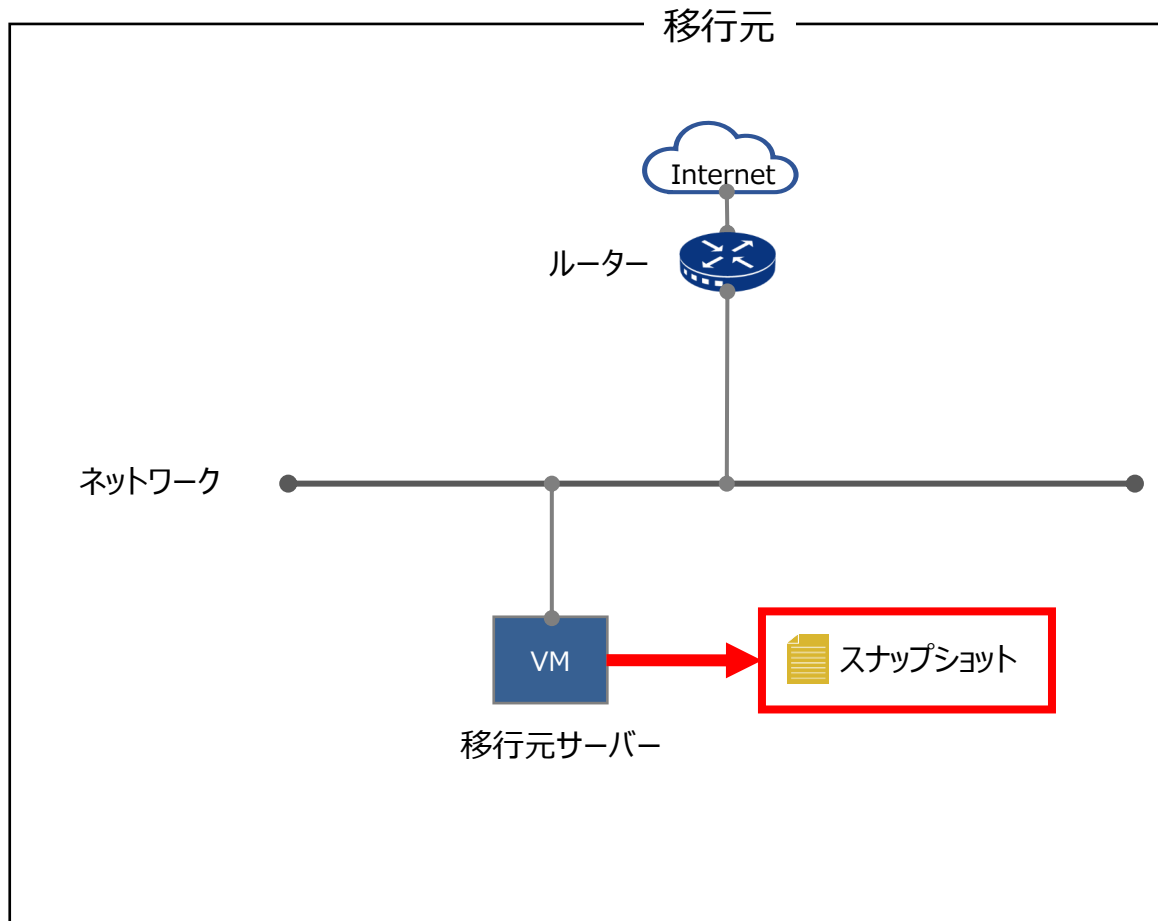 移行元
Internet
ルーター
ネットワーク
VM
スナップショット
移行元サーバー